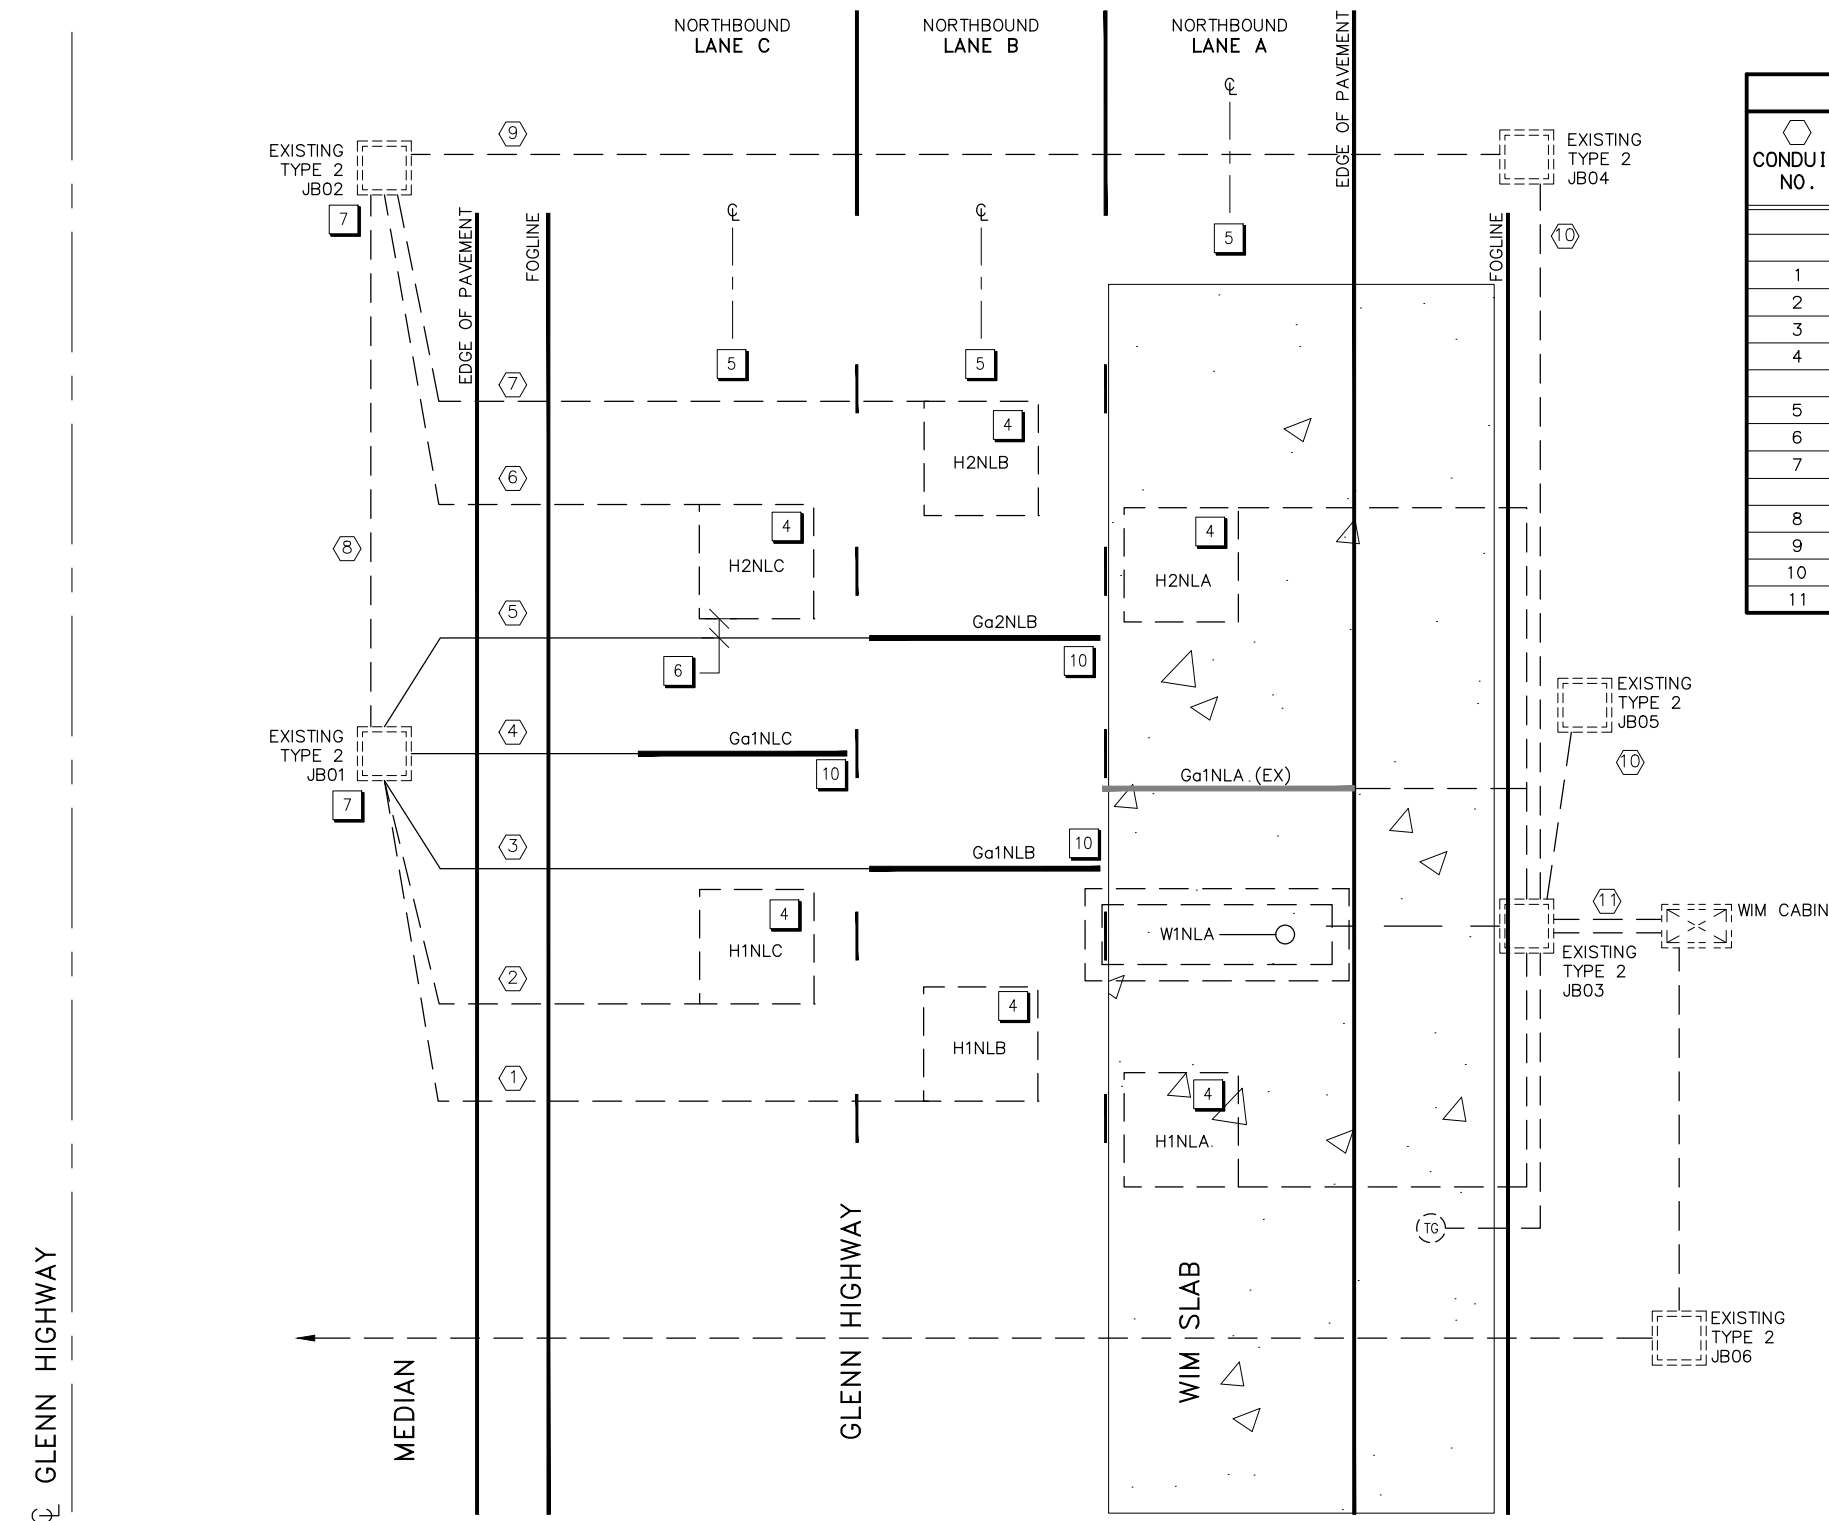 NORTHBOUND
LANE C
NORTHBOUND
LANE B
NORTHBOUND
LANE A
EDGE OF PAVEMENT
℄
EXISTING
TYPE 2
JB02
7
9
EXISTING
TYPE 2
JB04
CONDUI
NO.
1
2
3
4
5
6
7
8
9
10
11
EDGE OF PAVEMENT
FOGLINE
℄
℄
5
FOGLINE
10
5
5
7
4
H2NLB
6
4
H2NLC
4
H2NLA
8
5
Ga2NLB
10
6
EXISTING
TYPE 2
JB05
10
EXISTING
TYPE 2
JB01
7
4
Ga1NLC
10
Ga1NLA (EX)
3
Ga1NLB
10
4
H1NLC
W1NLA
11
WIM CABIN
EXISTING
TYPE 2
JB03
2
4
H1NLB
1
4
H1NLA
TG
EXISTING
TYPE 2
JB06
℄ GLENN HIGHWAY
MEDIAN
GLENN HIGHWAY
WIM SLAB